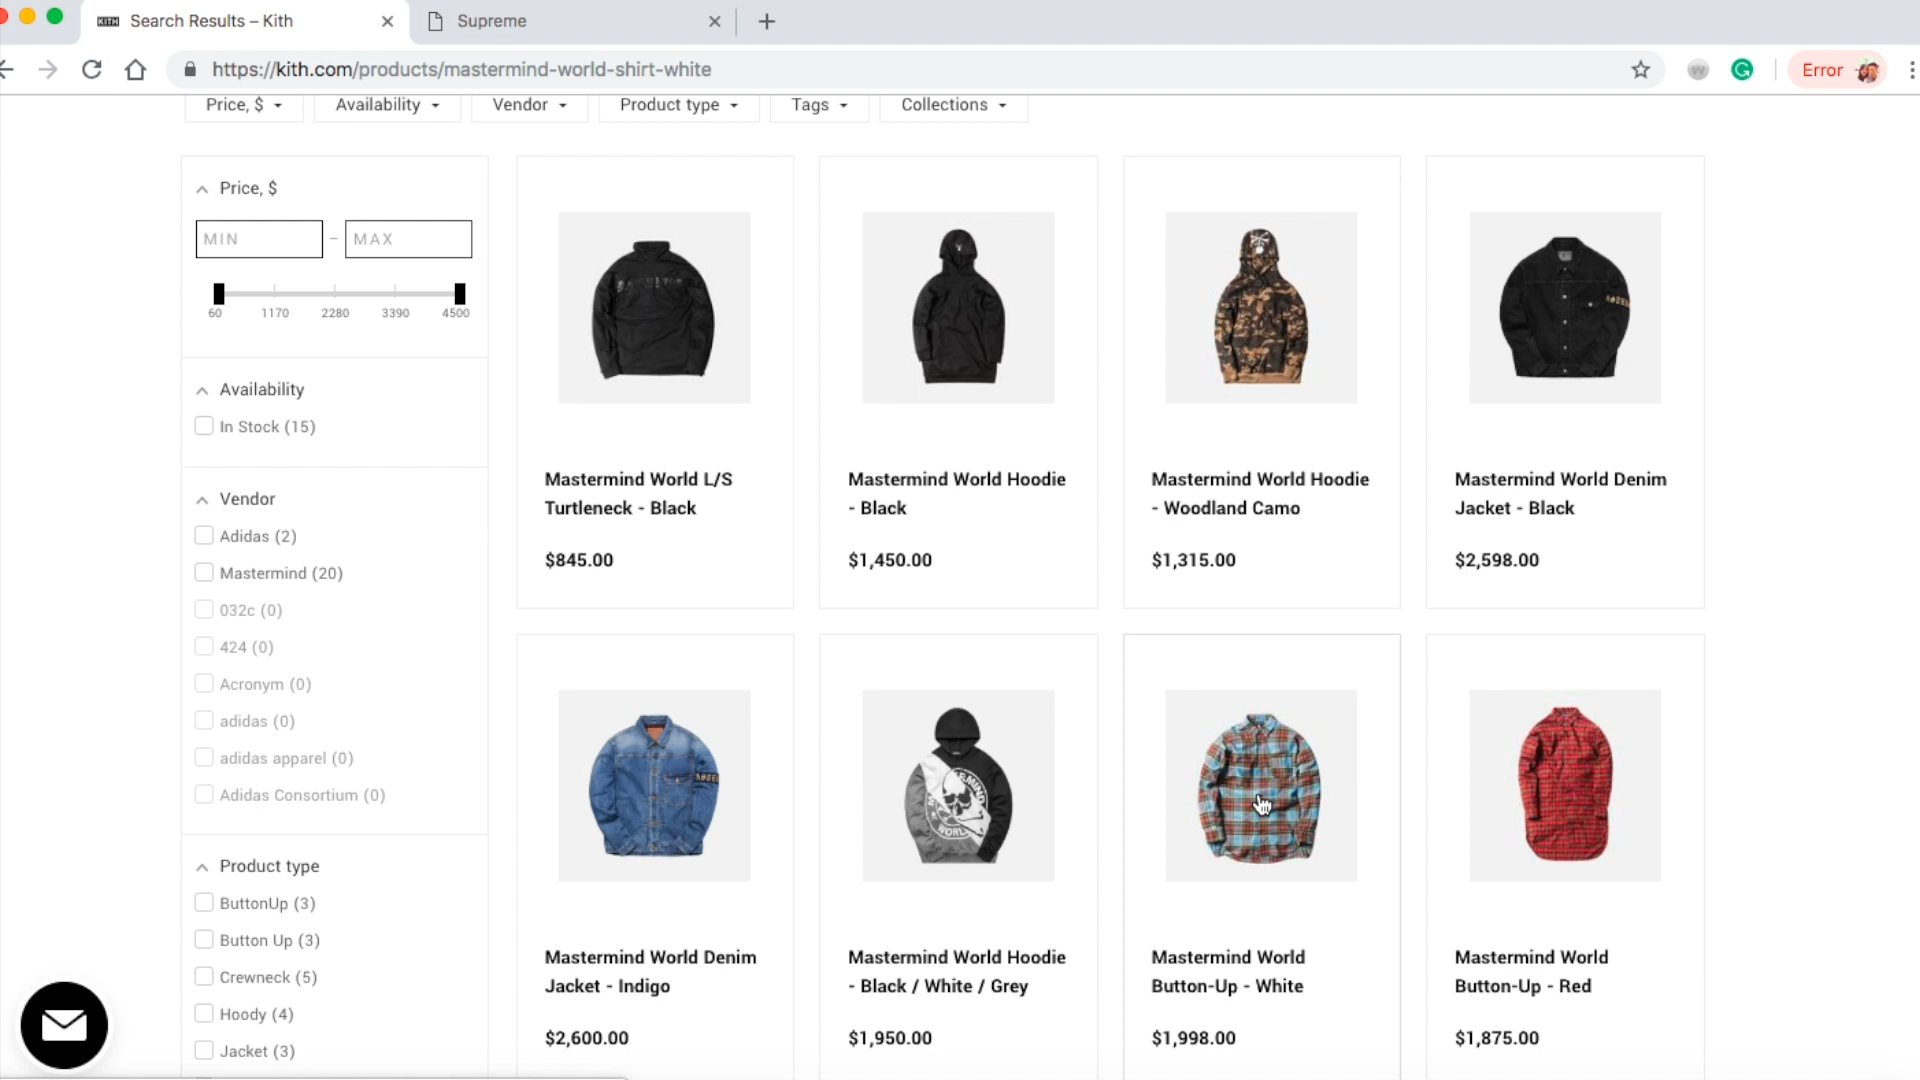 KITH Search Results – Kith
Supreme
https://kith.com/products/mastermind-world-shirt-white
Error
Price, $
Availability
Vendor
Product type
Tags
Collections
Price, $
MIN – MAX
60 1170 2280 3390 4500
Availability
In Stock (15)
Vendor
Adidas (2)
Mastermind (20)
032c (0)
424 (0)
Acronym (0)
adidas (0)
adidas apparel (0)
Adidas Consortium (0)
Product type
ButtonUp (3)
Button Up (3)
Crewneck (5)
Hoody (4)
Jacket (3)
Mastermind World L/S
Turtleneck - Black
$845.00
Mastermind World Hoodie
- Black
$1,450.00
Mastermind World Hoodie
- Woodland Camo
$1,315.00
Mastermind World Denim
Jacket - Black
$2,598.00
Mastermind World Denim
Jacket - Indigo
$2,600.00
Mastermind World Hoodie
- Black / White / Grey
$1,950.00
Mastermind World
Button-Up - White
$1,998.00
Mastermind World
Button-Up - Red
$1,875.00